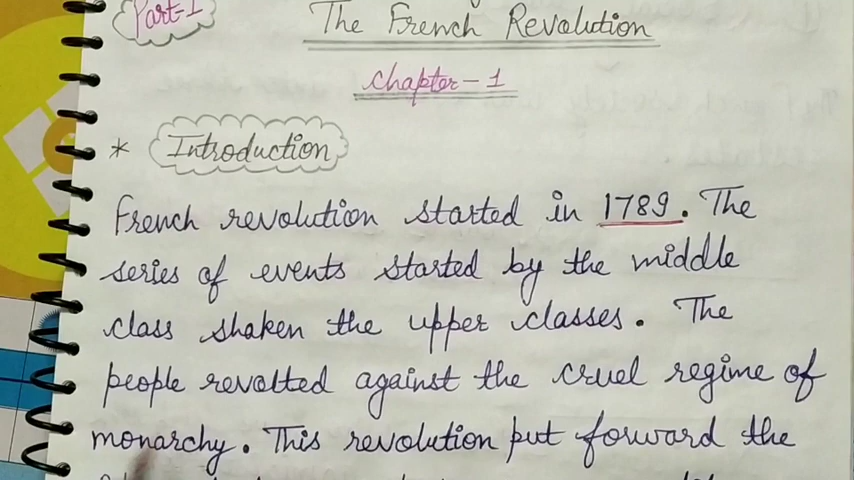 Part-1
The French Revolution
Chapter-1
* Introduction
French revolution started in 1789. The
series of events started by the middle
class shaken the upper classes. The
people revolted against the cruel regime of
monarchy. This revolution put forward the